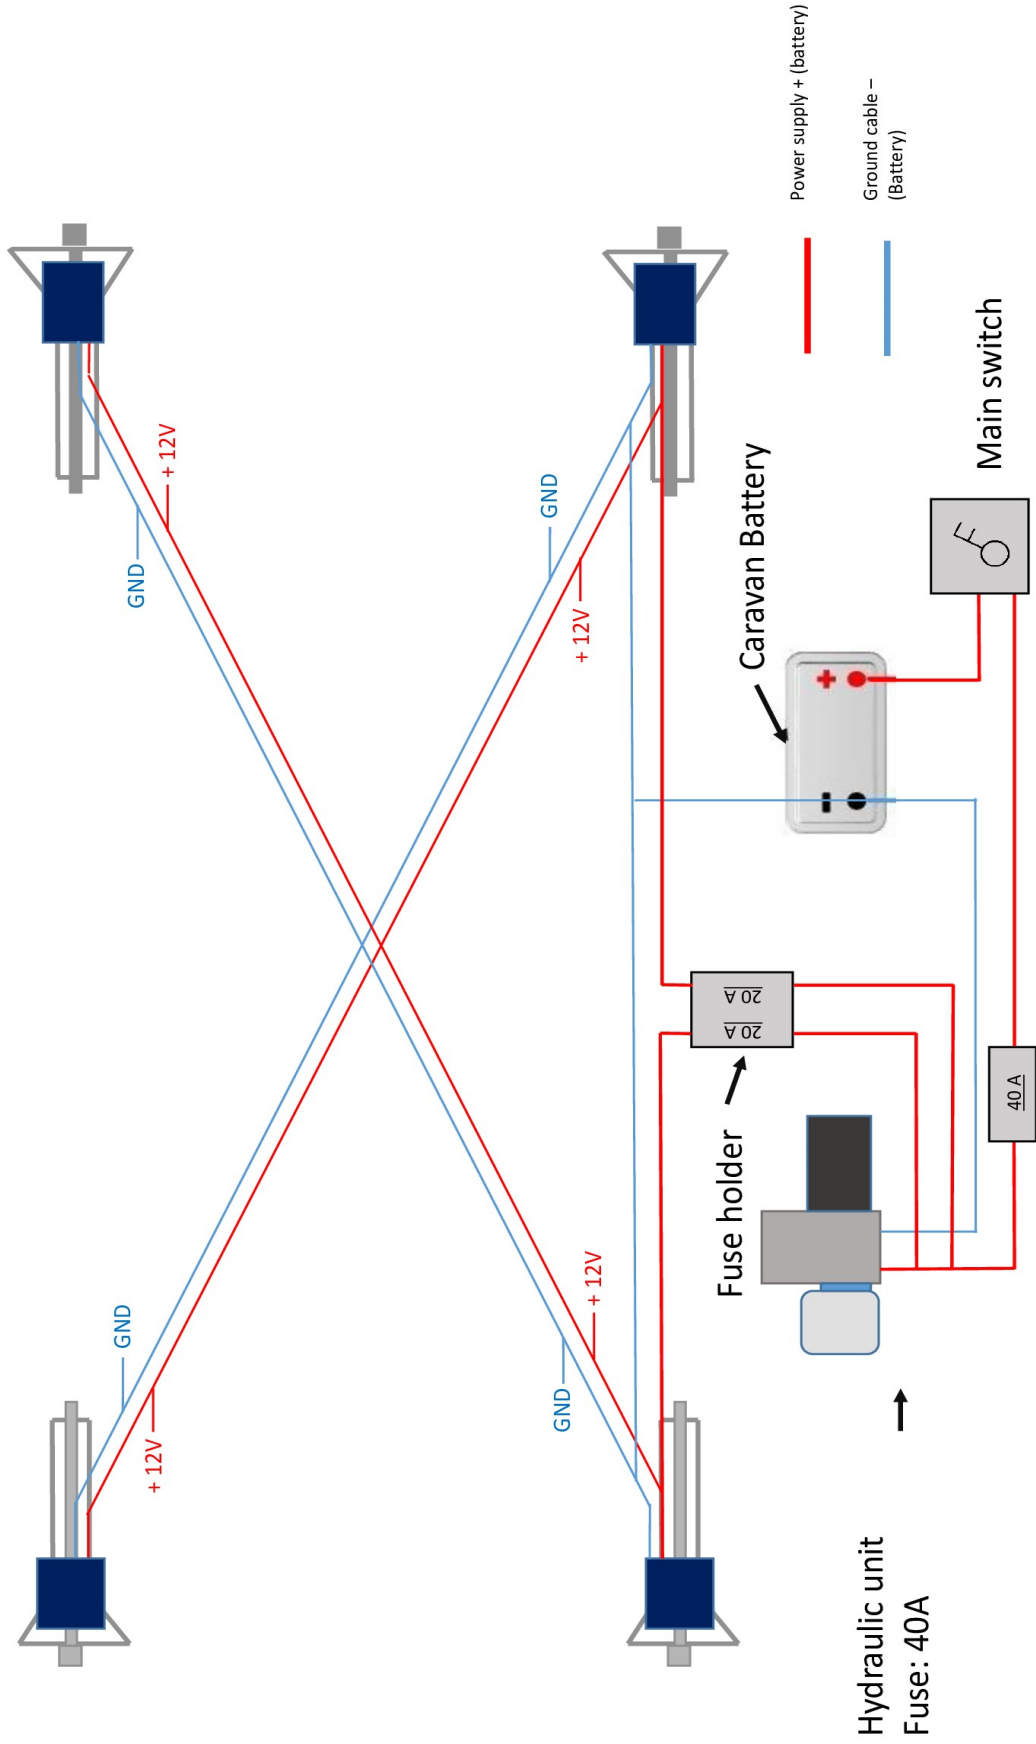 GND
+ 12V
GND
+ 12V
GND
+ 12V
GND
+ 12V
Power supply + (battery)
Ground cable –
(Battery)
Caravan Battery
Main switch
Fuse holder
20 A
20 A
40 A
Hydraulic unit
Fuse: 40A